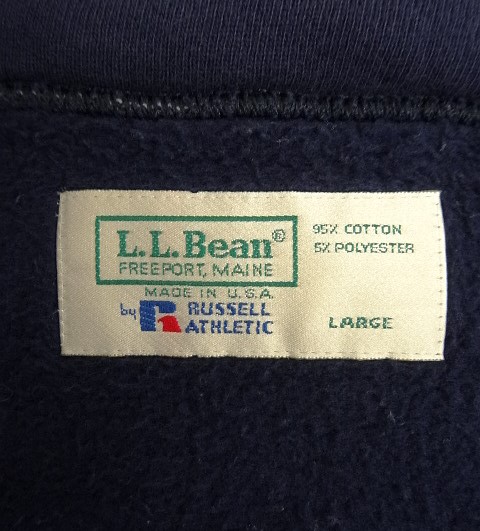 L.L.Bean®
FREEPORT, MAINE
MADE IN U.S.A.
by RUSSELL
ATHLETIC
95% COTTON
5% POLYESTER
LARGE